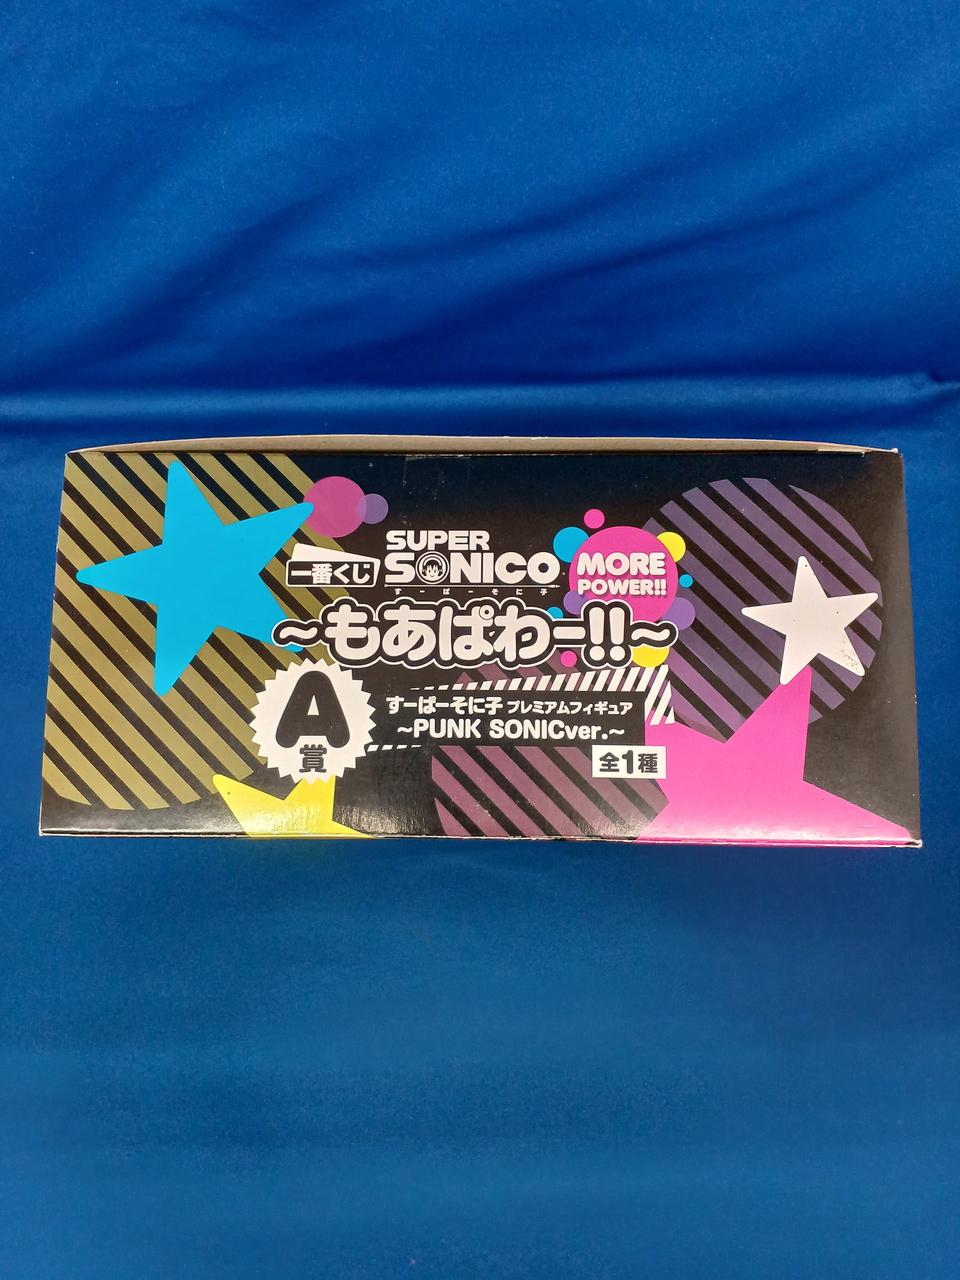 一番くじ
SUPER
SONICO
すーぱーそに子
MORE
POWER!!
〜もあぱわー!!〜
A
賞
すーぱーそに子 プレミアムフィギュア
〜PUNK SONICver.〜
全1種